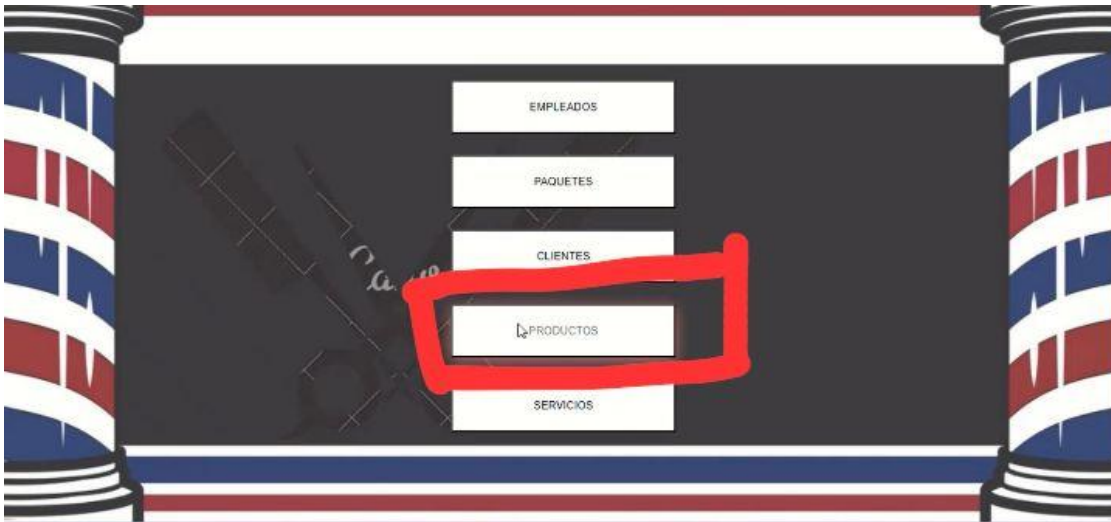 EMPLEADOS
PAQUETES
CLIENTES
PRODUCTOS
SERVICIOS